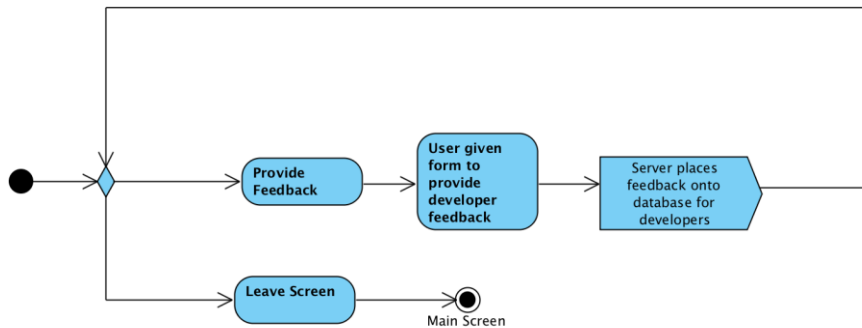 Provide
Feedback
User given
form to
provide
developer
feedback
Server places
feedback onto
database for
developers
Leave Screen
Main Screen